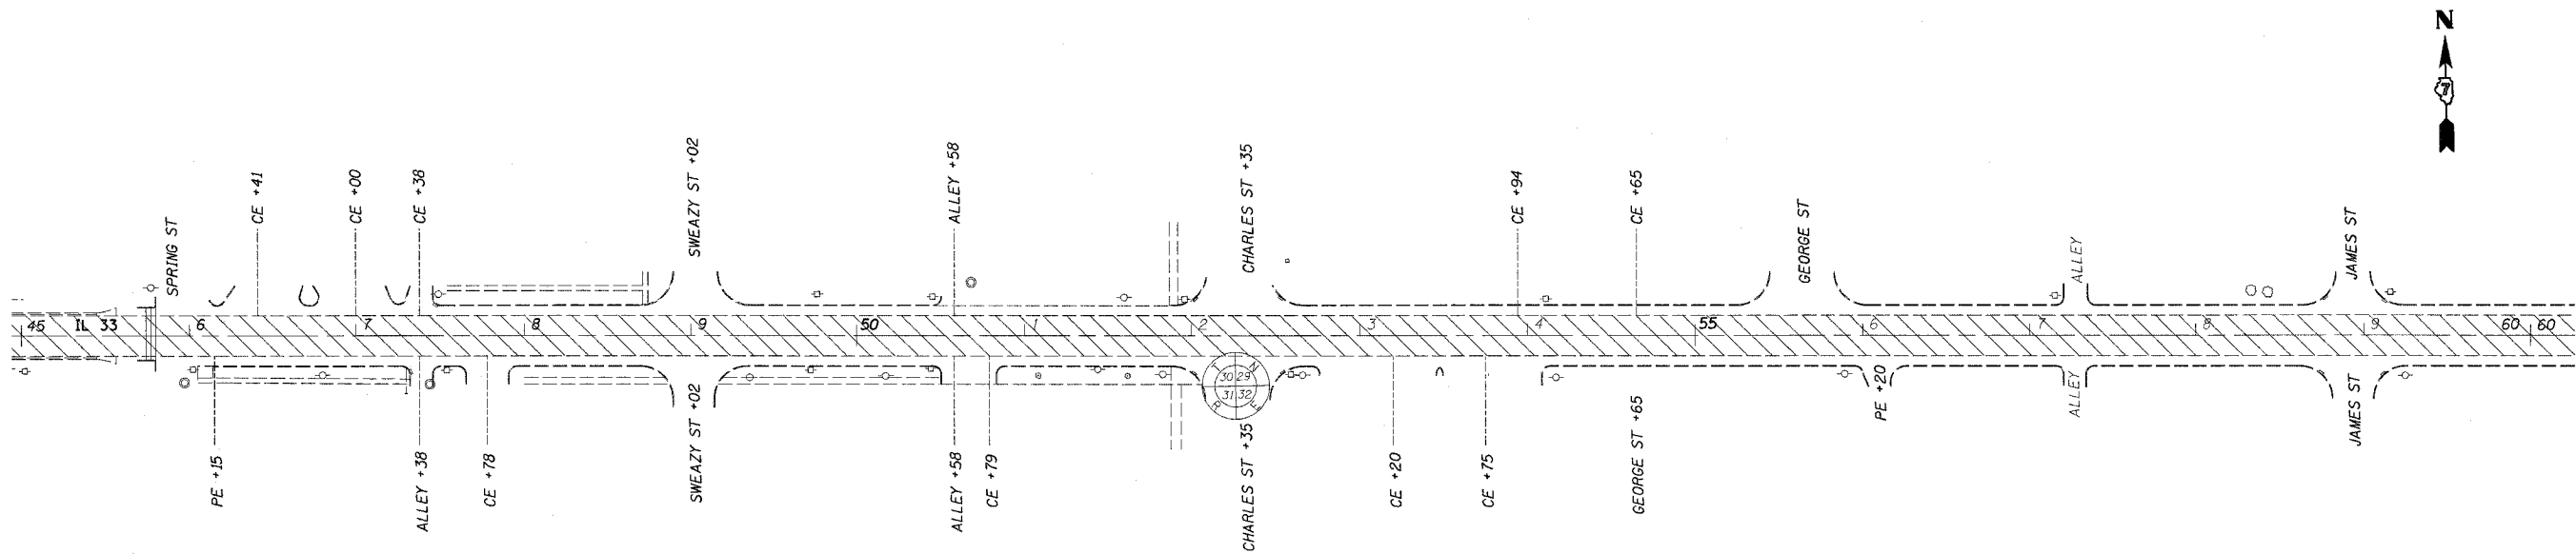 N
7
SPRING ST
CE +41
CE +00
CE +38
SWEAZY ST +02
ALLEY +58
CHARLES ST +35
CE +94
CE +65
GEORGE ST
ALLEY
JAMES ST
45 IL 33 6 7 8 9 50 1 2 3 4 55 6 7 8 9 60 60
T N
30 29
31 32
R E
PE +15
ALLEY +38
CE +78
SWEAZY ST +02
ALLEY +58
CE +79
CHARLES ST +35
CE +20
CE +75
GEORGE ST +65
PE +20
ALLEY
JAMES ST